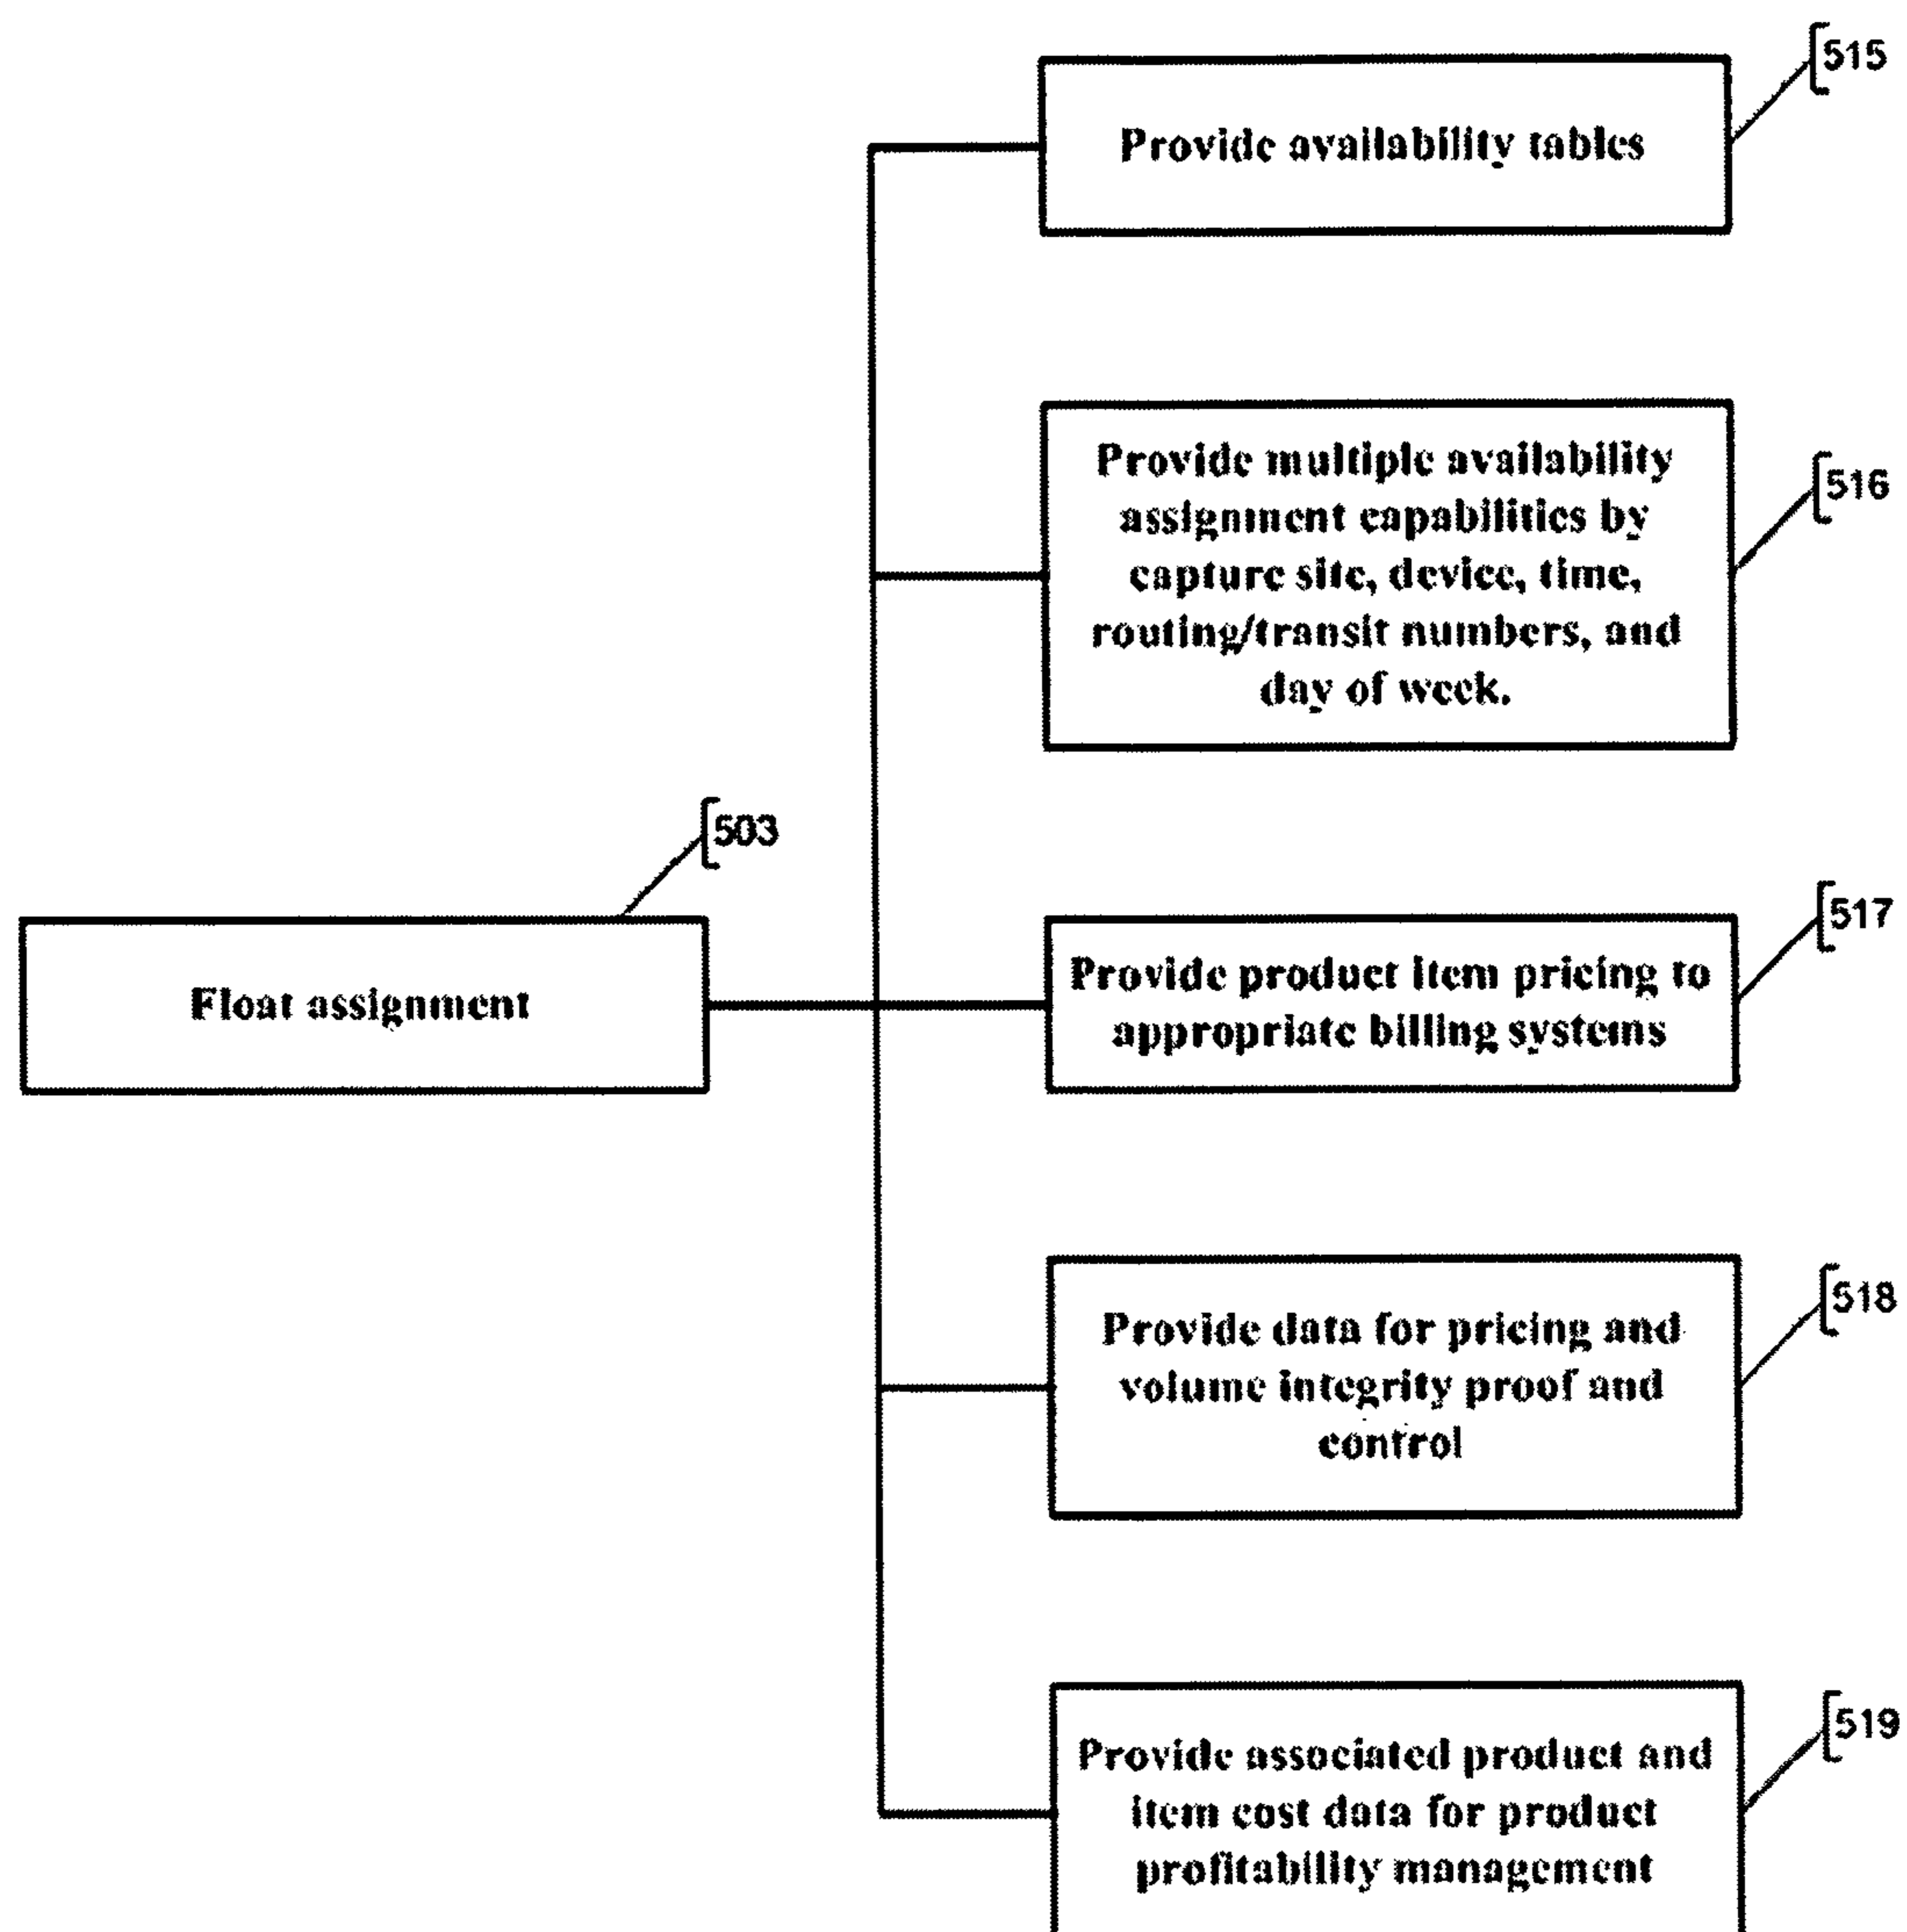 515
Provide availability tables
Provide multiple availability
assignment capabilities by
capture site, device, time,
routing/transit numbers, and
day of week.
516
503
Float assignment
517
Provide product item pricing to
appropriate billing systems
518
Provide data for pricing and
volume integrity proof and
control
519
Provide associated product and
item cost data for product
profitability management